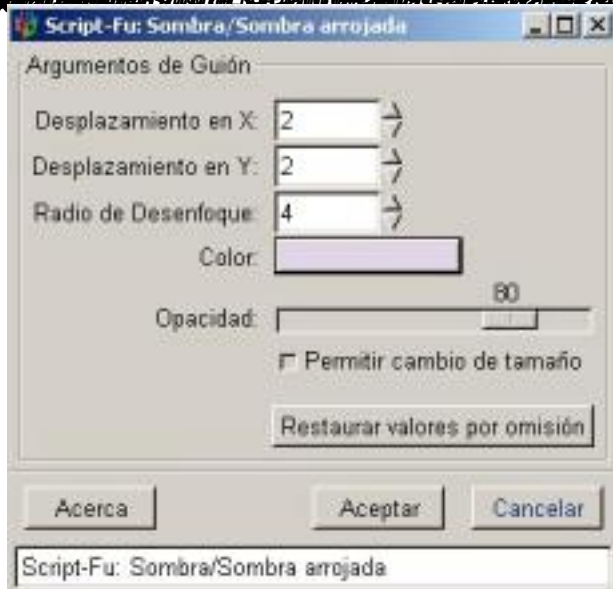 Script-Fu: Sombra/Sombra arrojada
Argumentos de Guión
Desplazamiento en X: 2
Desplazamiento en Y: 2
Radio de Desenfoque: 4
Color:
80
Opacidad:
Permitir cambio de tamaño
Restaurar valores por omisión
Acerca Aceptar Cancelar
Script-Fu: Sombra/Sombra arrojada